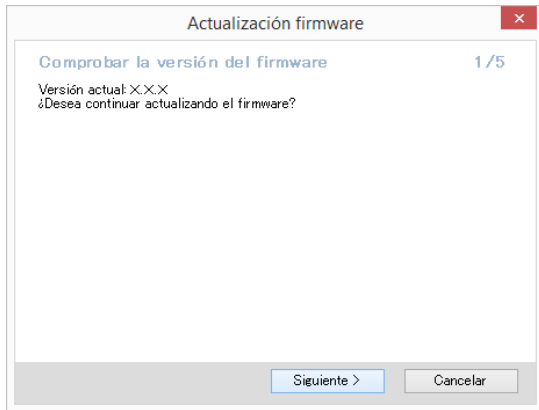 Actualización firmware
Comprobar la versión del firmware 1/5
Versión actual: X.X.X
¿Desea continuar actualizando el firmware?
Siguiente > Cancelar